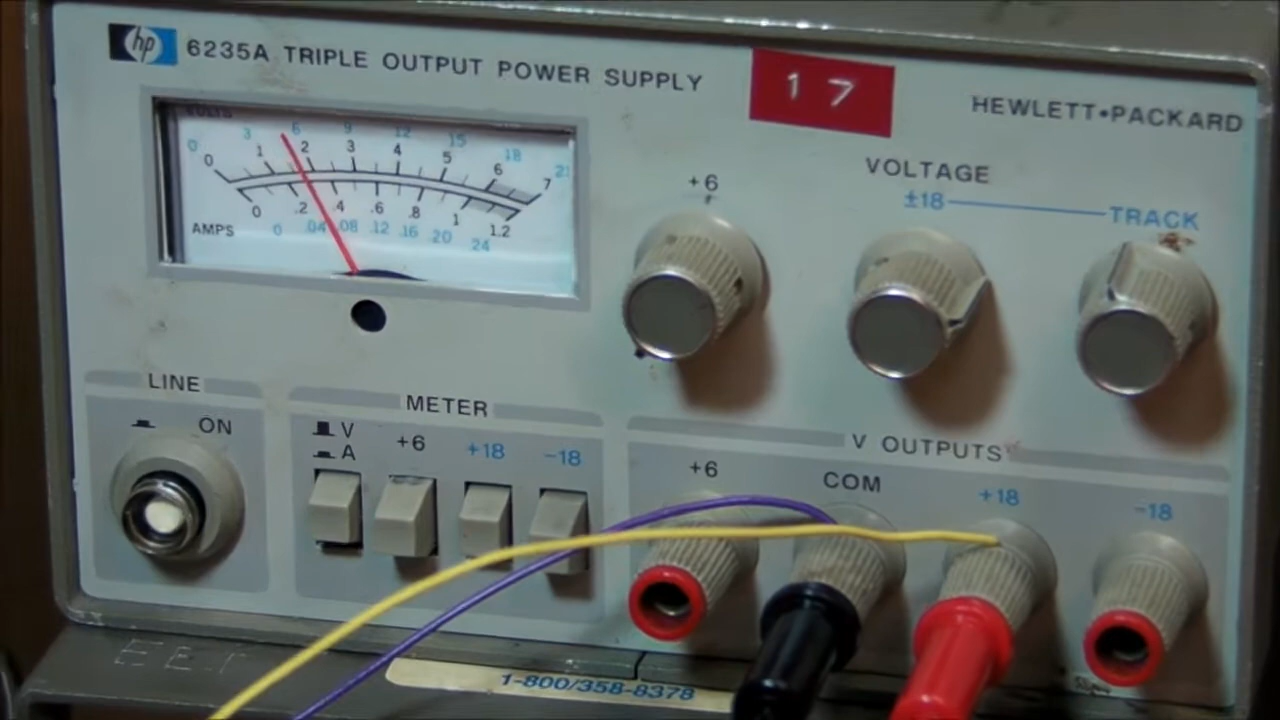 hp 6235A TRIPLE OUTPUT POWER SUPPLY
17
HEWLETT•PACKARD
VOLTS
0 3 6 9 12 15 18 21
0 1 2 3 4 5 6 7
0 .2 .4 .6 .8 1 1.2
AMPS 0 .04 .08 .12 .16 .20 .24
+6
VOLTAGE
±18 TRACK
LINE
ON
METER
V
A
+6 +18 -18
V OUTPUTS
+6 COM +18 -18
1-800/358-8378